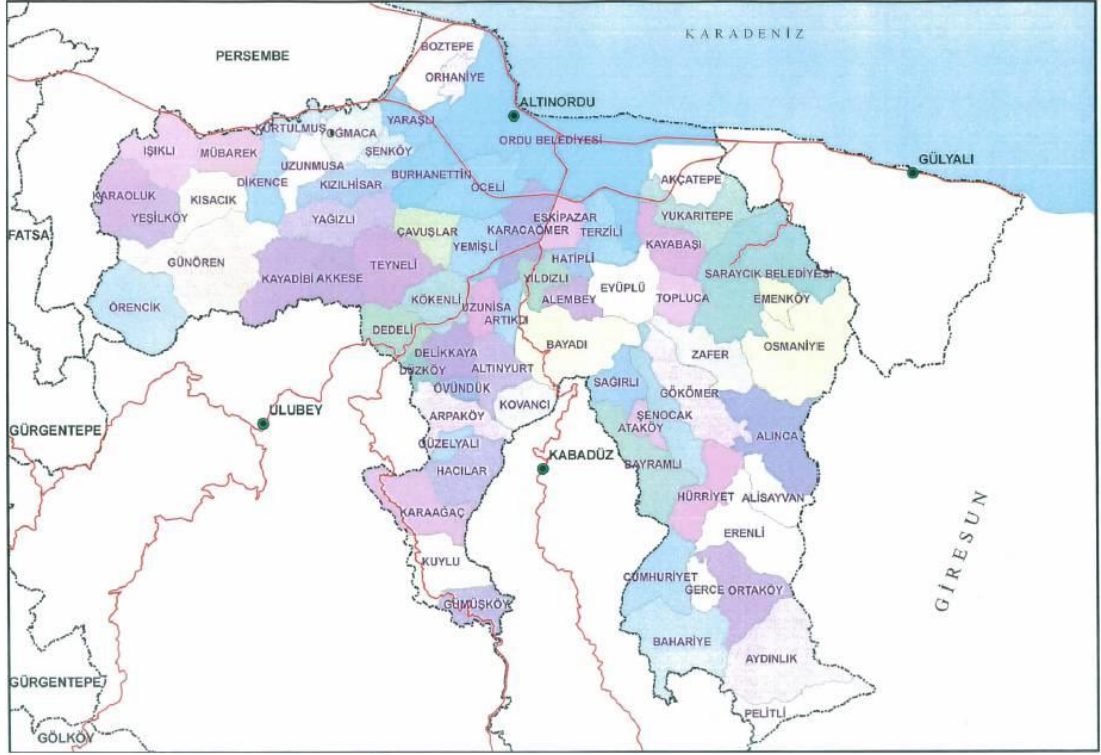 KARADENİZ
BOZTEPE
PERSEMBE
ORHANİYE
ALTINORDU
YARAŞLI
KURTULMUŞ
OĞMACA
ORDU BELEDİYESİ
IŞIKLI
MÜBAREK
ŞENKÖY
UZUNMUSA
GÜLYALI
BURHANETTİN
AKÇATEPE
DİKENCE
KIZILHİSAR
ÖCELİ
KARAOLUK
KISACIK
YEŞİLKÖY
YAĞIZLI
ESKİPAZAR
YUKARITEPE
ÇAVUŞLAR
KARACAÖMER
TERZİLİ
FATSA
YEMİŞLİ
KAYABAŞI
HATİPLİ
GÜNÖREN
TEYNELİ
SARAYCIK BELEDİYESİ
KAYADİBİ
AKKESE
YILDIZLI
EYÜPLÜ
KÖKENLİ
ALEMBEY
TOPLUCA
EMENKÖY
ÖRENCİK
UZUNİSA
ARTIKLI
DEDELİ
BAYADI
OSMANİYE
DELİKKAYA
ZAFER
DÜZKÖY
ALTINYURT
SAĞIRLI
ÖVÜNDÜK
GÖKÖMER
KOVANCI
ULUBEY
ARPAKÖY
ŞENOCAK
GÜRGENTEPE
ATAKÖY
ALINCA
GÜZELYALI
KABADÜZ
BAYRAMLI
HACILAR
HÜRRİYET
ALİSAYVAN
KARAAĞAÇ
ERENLİ
GİRESUN
KUYLU
CUMHURİYET
GERCE
ORTAKÖY
GÜMÜŞKÖY
BAHARİYE
AYDINLIK
GÜRGENTEPE
PELİTLİ
GÖLKÖY